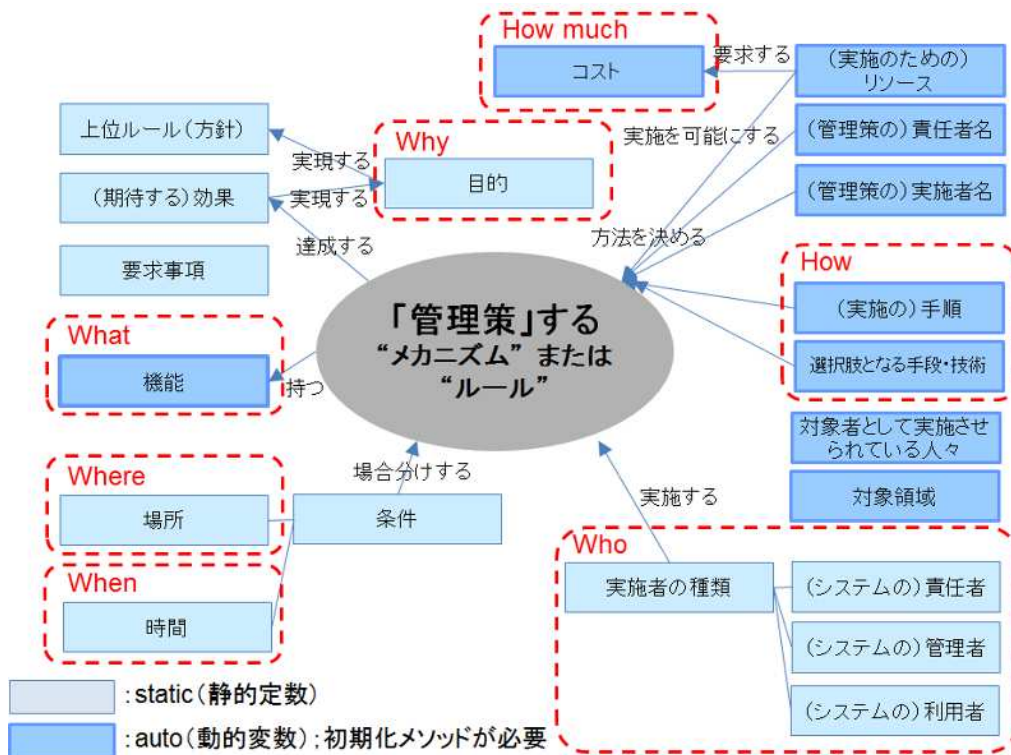 How much
コスト
要求する
(実施のための)
リソース
上位ルール(方針)
実現する
Why
目的
実施を可能にする
(管理策の)責任者名
(期待する)効果
実現する
(管理策の)実施者名
達成する
方法を決める
要求事項
How
(実施の)手順
「管理策」する
“メカニズム” または
“ルール”
What
機能
持つ
選択肢となる手段・技術
対象者として実施させ
られている人々
場合分けする
Where
場所
条件
実施する
対象領域
Who
When
時間
実施者の種類
(システムの)責任者
(システムの)管理者
(システムの)利用者
:static(静的定数)
:auto(動的変数);初期化メソッドが必要